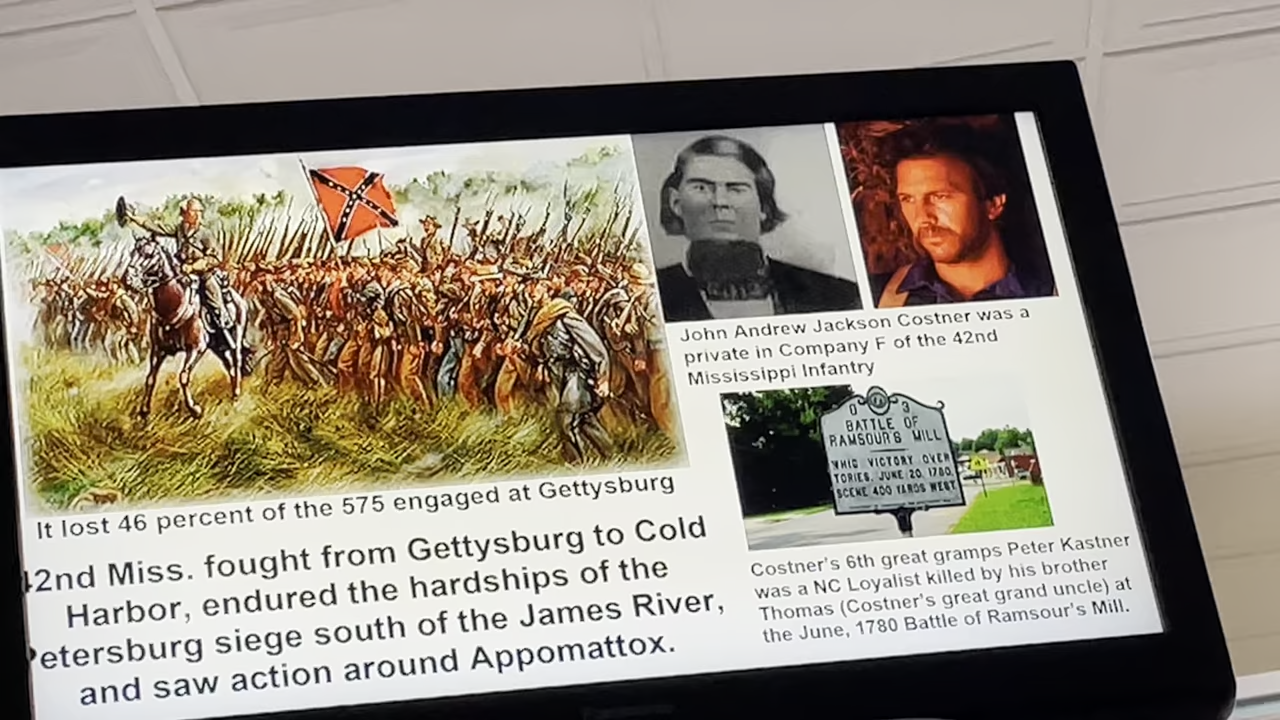 It lost 46 percent of the 575 engaged at Gettysburg
42nd Miss. fought from Gettysburg to Cold
Harbor, endured the hardships of the
Petersburg siege south of the James River,
and saw action around Appomattox.
John Andrew Jackson Costner was a
private in Company F of the 42nd
Mississippi Infantry
O 3
BATTLE OF
RAMSOUR'S MILL
WHIG VICTORY OVER
TORIES, JUNE 20, 1780.
SCENE 400 YARDS WEST.
Costner's 6th great gramps Peter Kastner
was a NC Loyalist killed by his brother
Thomas (Costner's great grand uncle) at
the June, 1780 Battle of Ramsour's Mill.